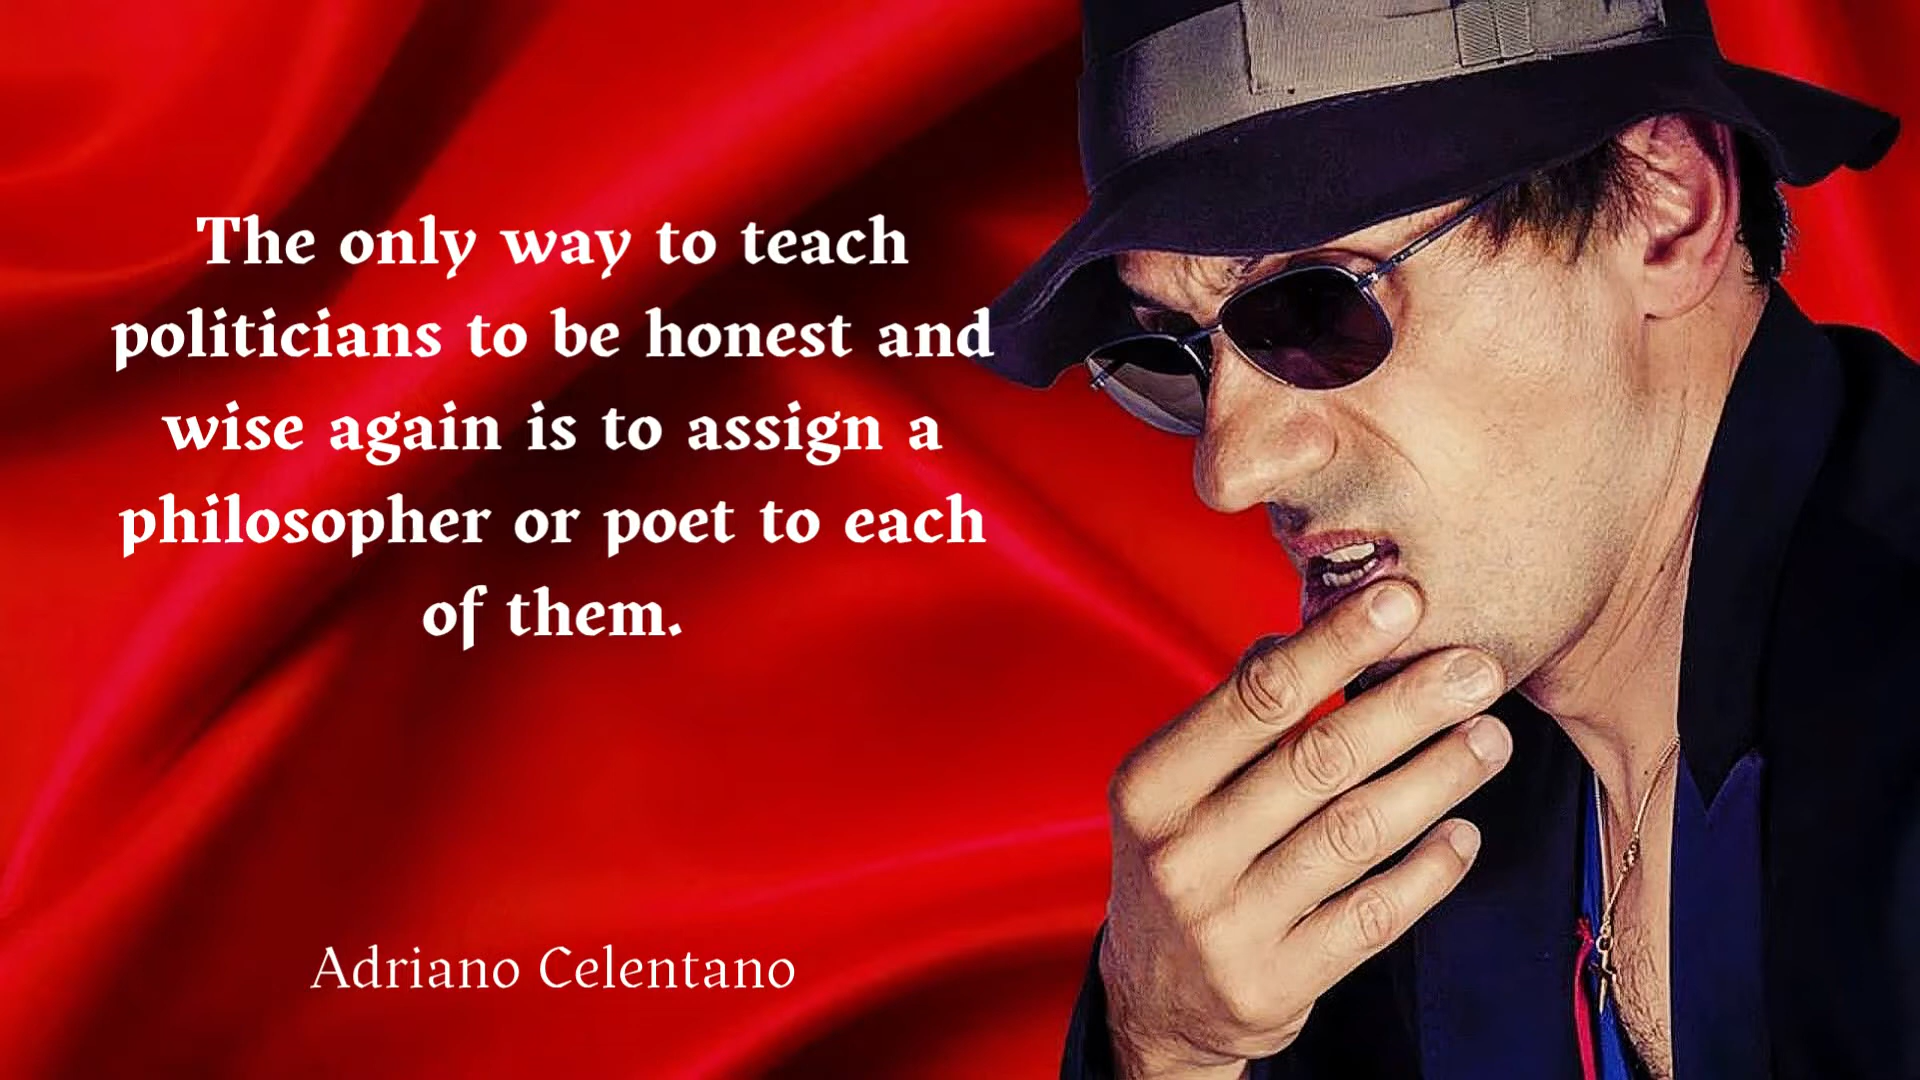 The only way to teach
politicians to be honest and
wise again is to assign a
philosopher or poet to each
of them.
Adriano Celentano